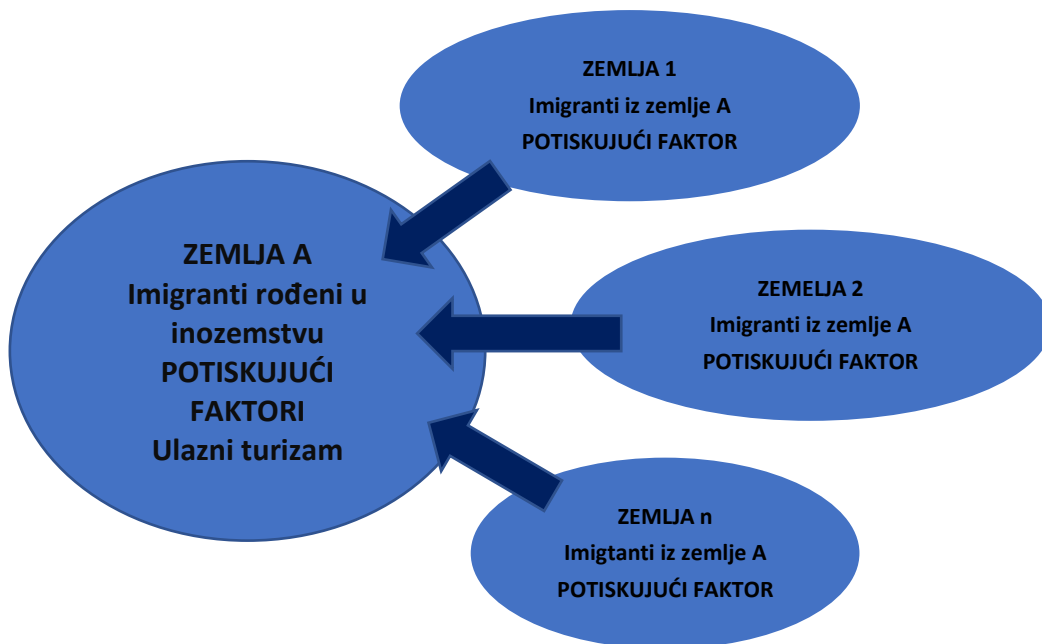 ZEMLJA 1
Imigranti iz zemlje A
POTISKUJUĆI FAKTOR
ZEMLJA A
Imigranti rođeni u
inozemstvu
POTISKUJUĆI
FAKTORI
Ulazni turizam
ZEMELJA 2
Imigranti iz zemlje A
POTISKUJUĆI FAKTOR
ZEMLJA n
Imigtanti iz zemlje A
POTISKUJUĆI FAKTOR